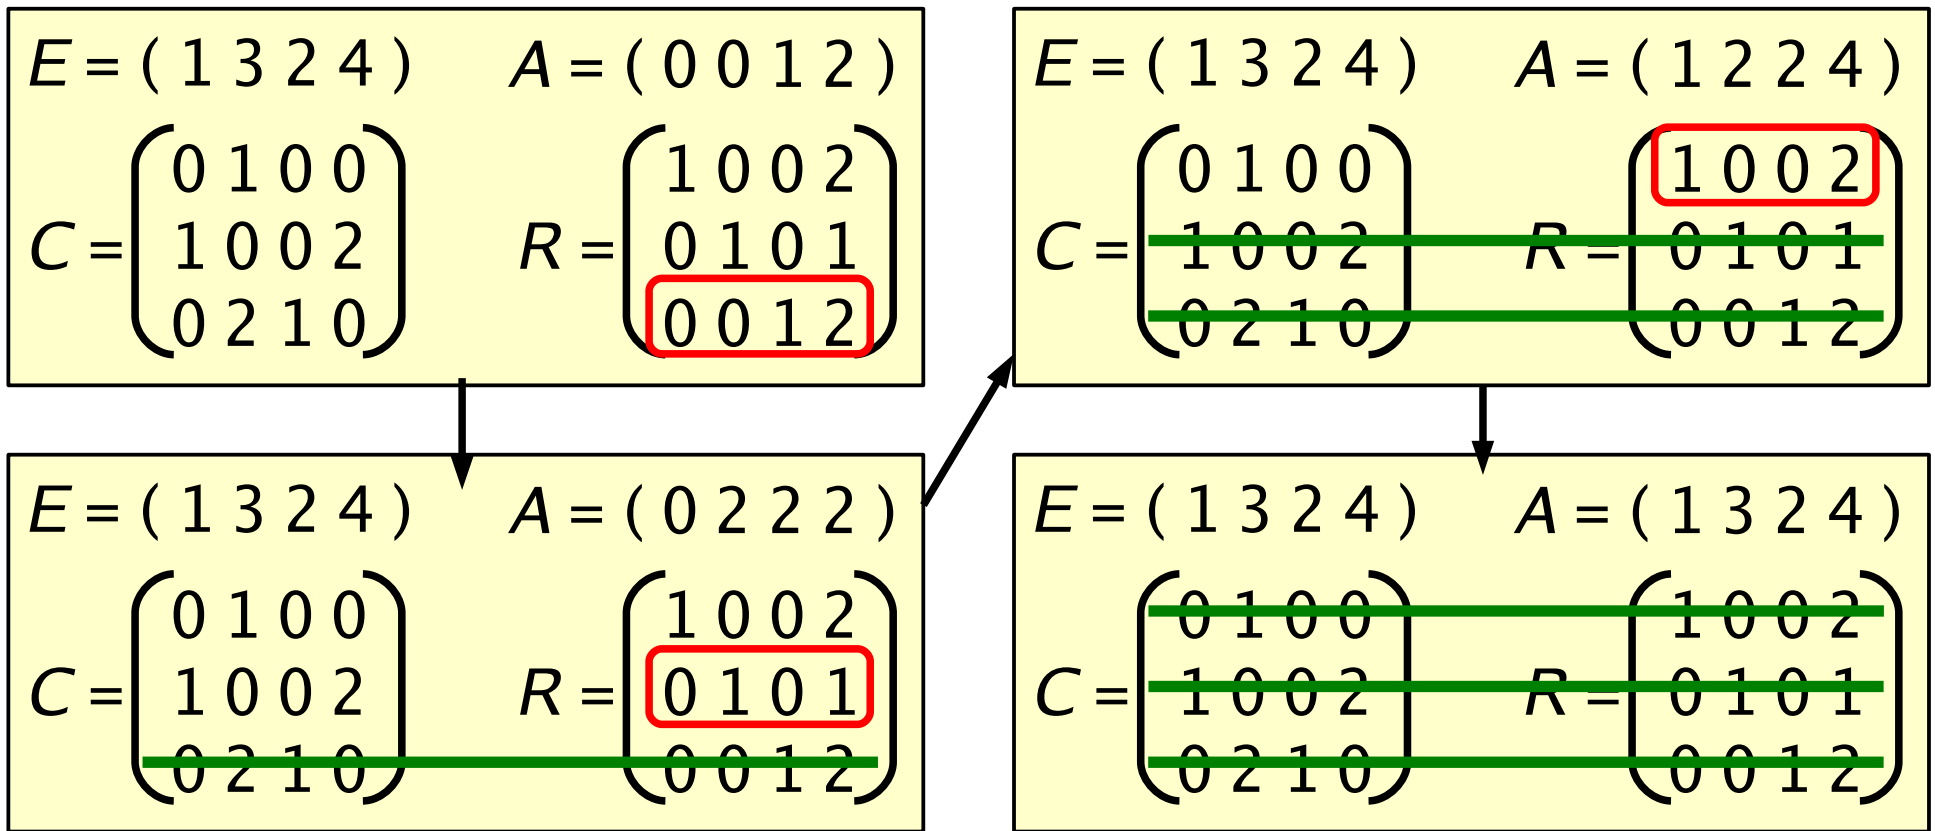 E = ( 1 3 2 4 ) A = ( 0 0 1 2 )
0 1 0 0 1 0 0 2
C = 1 0 0 2 R = 0 1 0 1
0 2 1 0 0 0 1 2
E = ( 1 3 2 4 ) A = ( 0 2 2 2 )
0 1 0 0 1 0 0 2
C = 1 0 0 2 R = 0 1 0 1
0 2 1 0 0 0 1 2
E = ( 1 3 2 4 ) A = ( 1 2 2 4 )
0 1 0 0 1 0 0 2
C = 1 0 0 2 R = 0 1 0 1
0 2 1 0 0 0 1 2
E = ( 1 3 2 4 ) A = ( 1 3 2 4 )
0 1 0 0 1 0 0 2
C = 1 0 0 2 R = 0 1 0 1
0 2 1 0 0 0 1 2